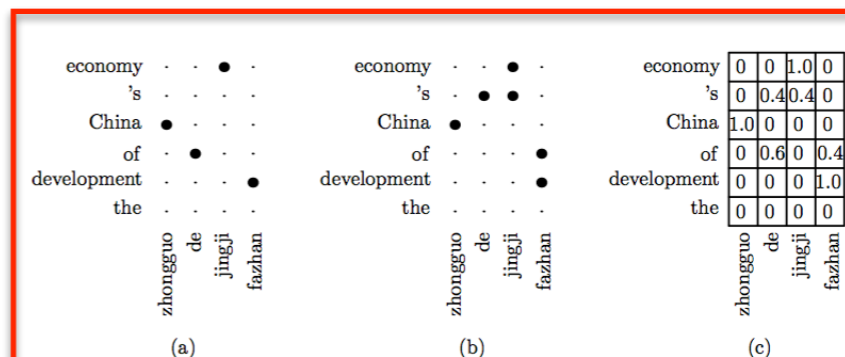 economy economy economy 0 0 1.0 0
's 's 's 0 0.4 0.4 0
China China China 1.0 0 0 0
of of of 0 0.6 0 0.4
development development development 0 0 0 1.0
the the the 0 0 0 0
zhongguo de jingji fazhan zhongguo de jingji fazhan zhongguo de jingji fazhan
(a) (b) (c)